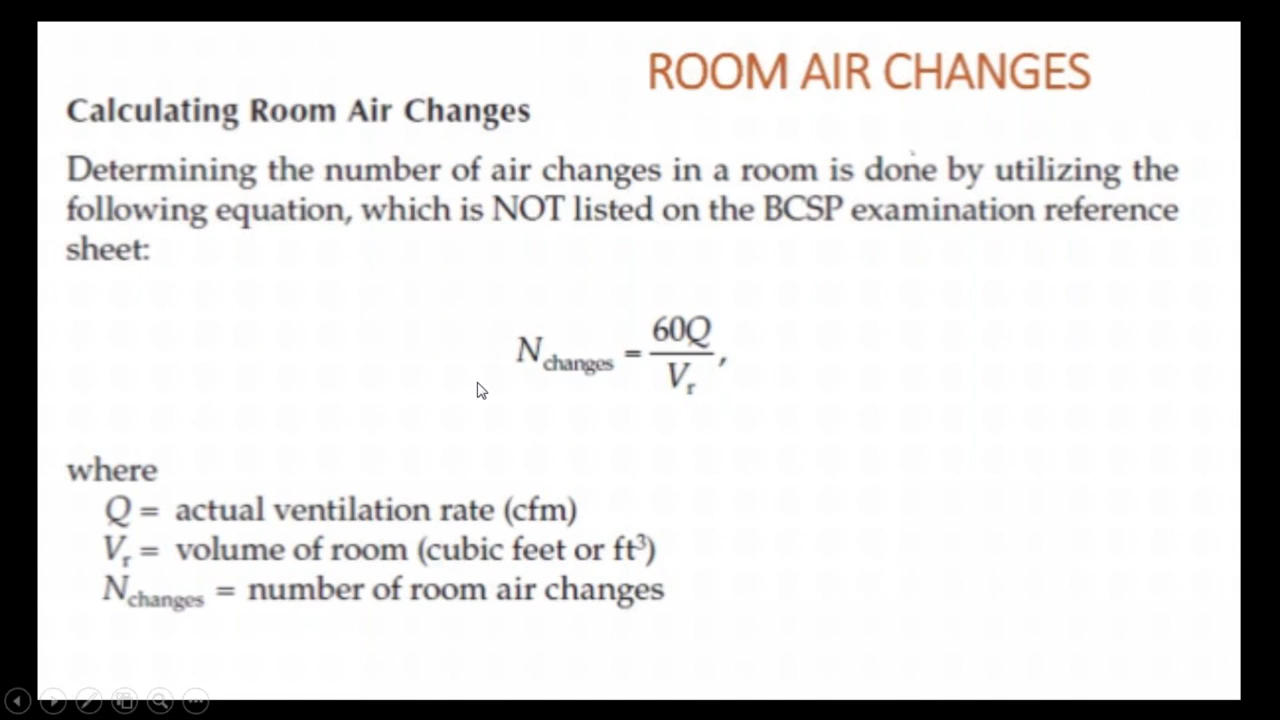 ROOM AIR CHANGES
Calculating Room Air Changes
Determining the number of air changes in a room is done by utilizing the
following equation, which is NOT listed on the BCSP examination reference
sheet:
N changes = 60Q / Vr,
where
Q = actual ventilation rate (cfm)
Vr = volume of room (cubic feet or ft³)
N changes = number of room air changes